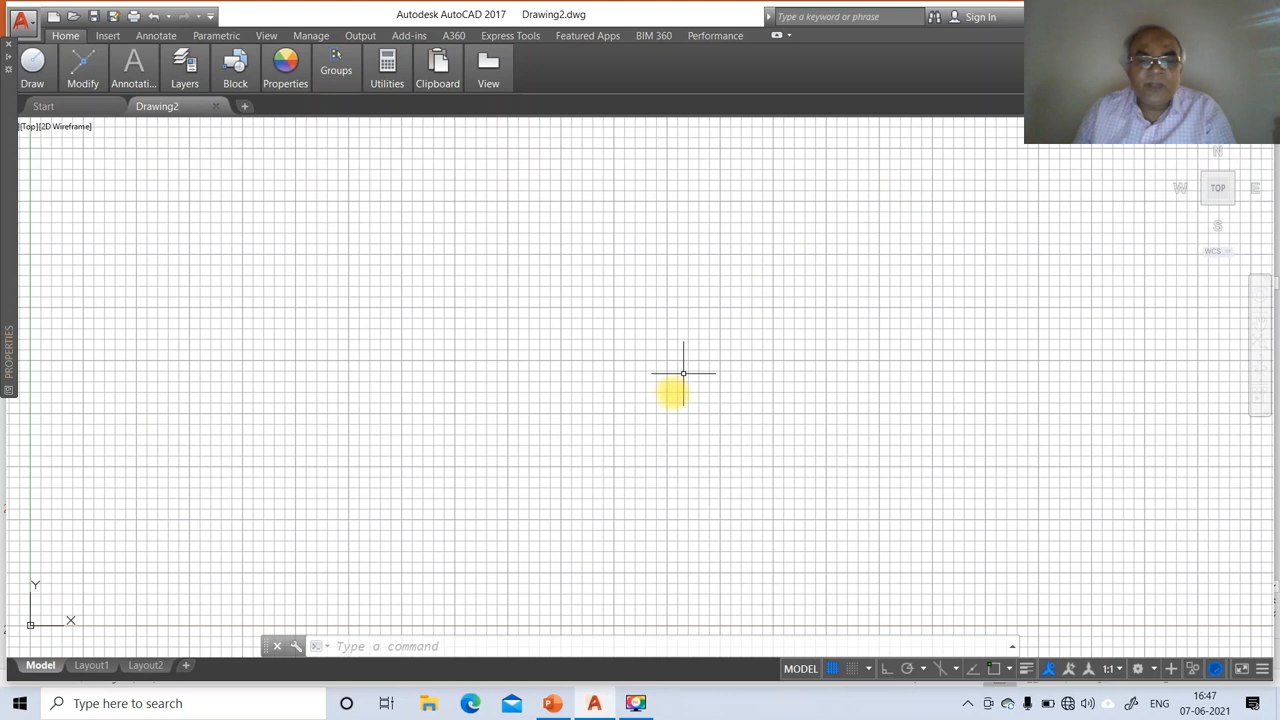 Autodesk AutoCAD 2017 Drawing2.dwg
Type a keyword or phrase
Sign In
Home Insert Annotate Parametric View Manage Output Add-ins A360 Express Tools Featured Apps BIM 360 Performance
Draw Modify Annotati... Layers Block Properties Groups Utilities Clipboard View
Start Drawing2
[Top][2D Wireframe]
N
W TOP E
S
WCS
PROPERTIES
Y
X
Type a command
Model Layout1 Layout2
MODEL 1:1
Type here to search
ENG
16:47
07-06-2021